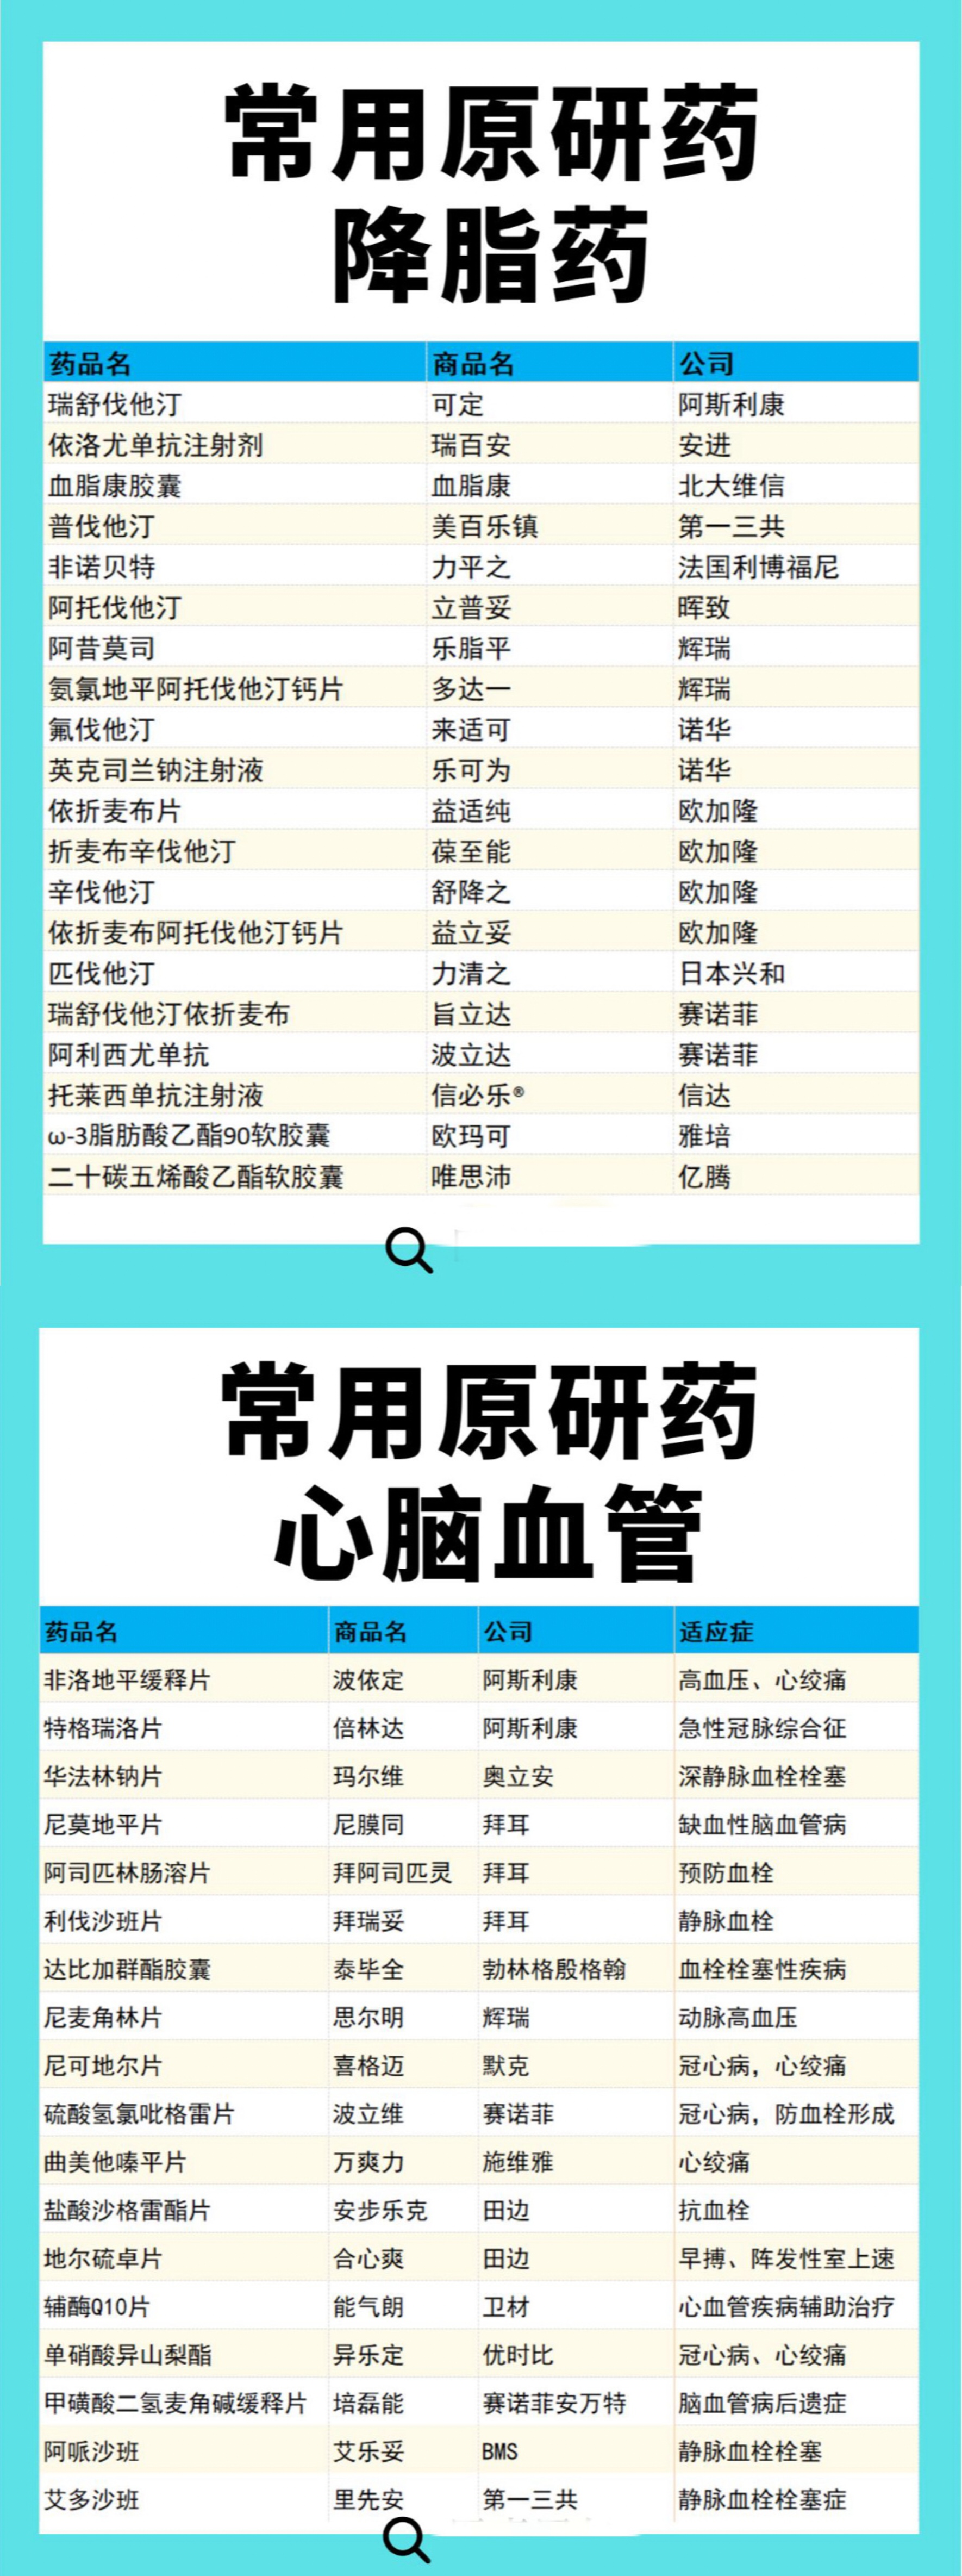 常用原研药
降脂药
药品名 商品名 公司
瑞舒伐他汀 可定 阿斯利康
依洛尤单抗注射剂 瑞百安 安进
血脂康胶囊 血脂康 北大维信
普伐他汀 美百乐镇 第一三共
非诺贝特 力平之 法国利博福尼
阿托伐他汀 立普妥 晖致
阿昔莫司 乐脂平 辉瑞
氨氯地平阿托伐他汀钙片 多达一 辉瑞
氟伐他汀 来适可 诺华
英克司兰钠注射液 乐可为 诺华
依折麦布片 益适纯 欧加隆
折麦布辛伐他汀 葆至能 欧加隆
辛伐他汀 舒降之 欧加隆
依折麦布阿托伐他汀钙片 益立妥 欧加隆
匹伐他汀 力清之 日本兴和
瑞舒伐他汀依折麦布 旨立达 赛诺菲
阿利西尤单抗 波立达 赛诺菲
托莱西单抗注射液 信必乐® 信达
ω-3脂肪酸乙酯90软胶囊 欧玛可 雅培
二十碳五烯酸乙酯软胶囊 唯思沛 亿腾
常用原研药
心脑血管
药品名 商品名 公司 适应症
非洛地平缓释片 波依定 阿斯利康 高血压、心绞痛
特格瑞洛片 倍林达 阿斯利康 急性冠脉综合征
华法林钠片 玛尔维 奥立安 深静脉血栓栓塞
尼莫地平片 尼膜同 拜耳 缺血性脑血管病
阿司匹林肠溶片 拜阿司匹灵 拜耳 预防血栓
利伐沙班片 拜瑞妥 拜耳 静脉血栓
达比加群酯胶囊 泰毕全 勃林格殷格翰 血栓栓塞性疾病
尼麦角林片 思尔明 辉瑞 动脉高血压
尼可地尔片 喜格迈 默克 冠心病，心绞痛
硫酸氢氯吡格雷片 波立维 赛诺菲 冠心病，防血栓形成
曲美他嗪平片 万爽力 施维雅 心绞痛
盐酸沙格雷酯片 安步乐克 田边 抗血栓
地尔硫卓片 合心爽 田边 早搏、阵发性室上速
辅酶Q10片 能气朗 卫材 心血管疾病辅助治疗
单硝酸异山梨酯 异乐定 优时比 冠心病、心绞痛
甲磺酸二氢麦角碱缓释片 培磊能 赛诺菲安万特 脑血管病后遗症
阿哌沙班 艾乐妥 BMS 静脉血栓栓塞
艾多沙班 里先安 第一三共 静脉血栓栓塞症